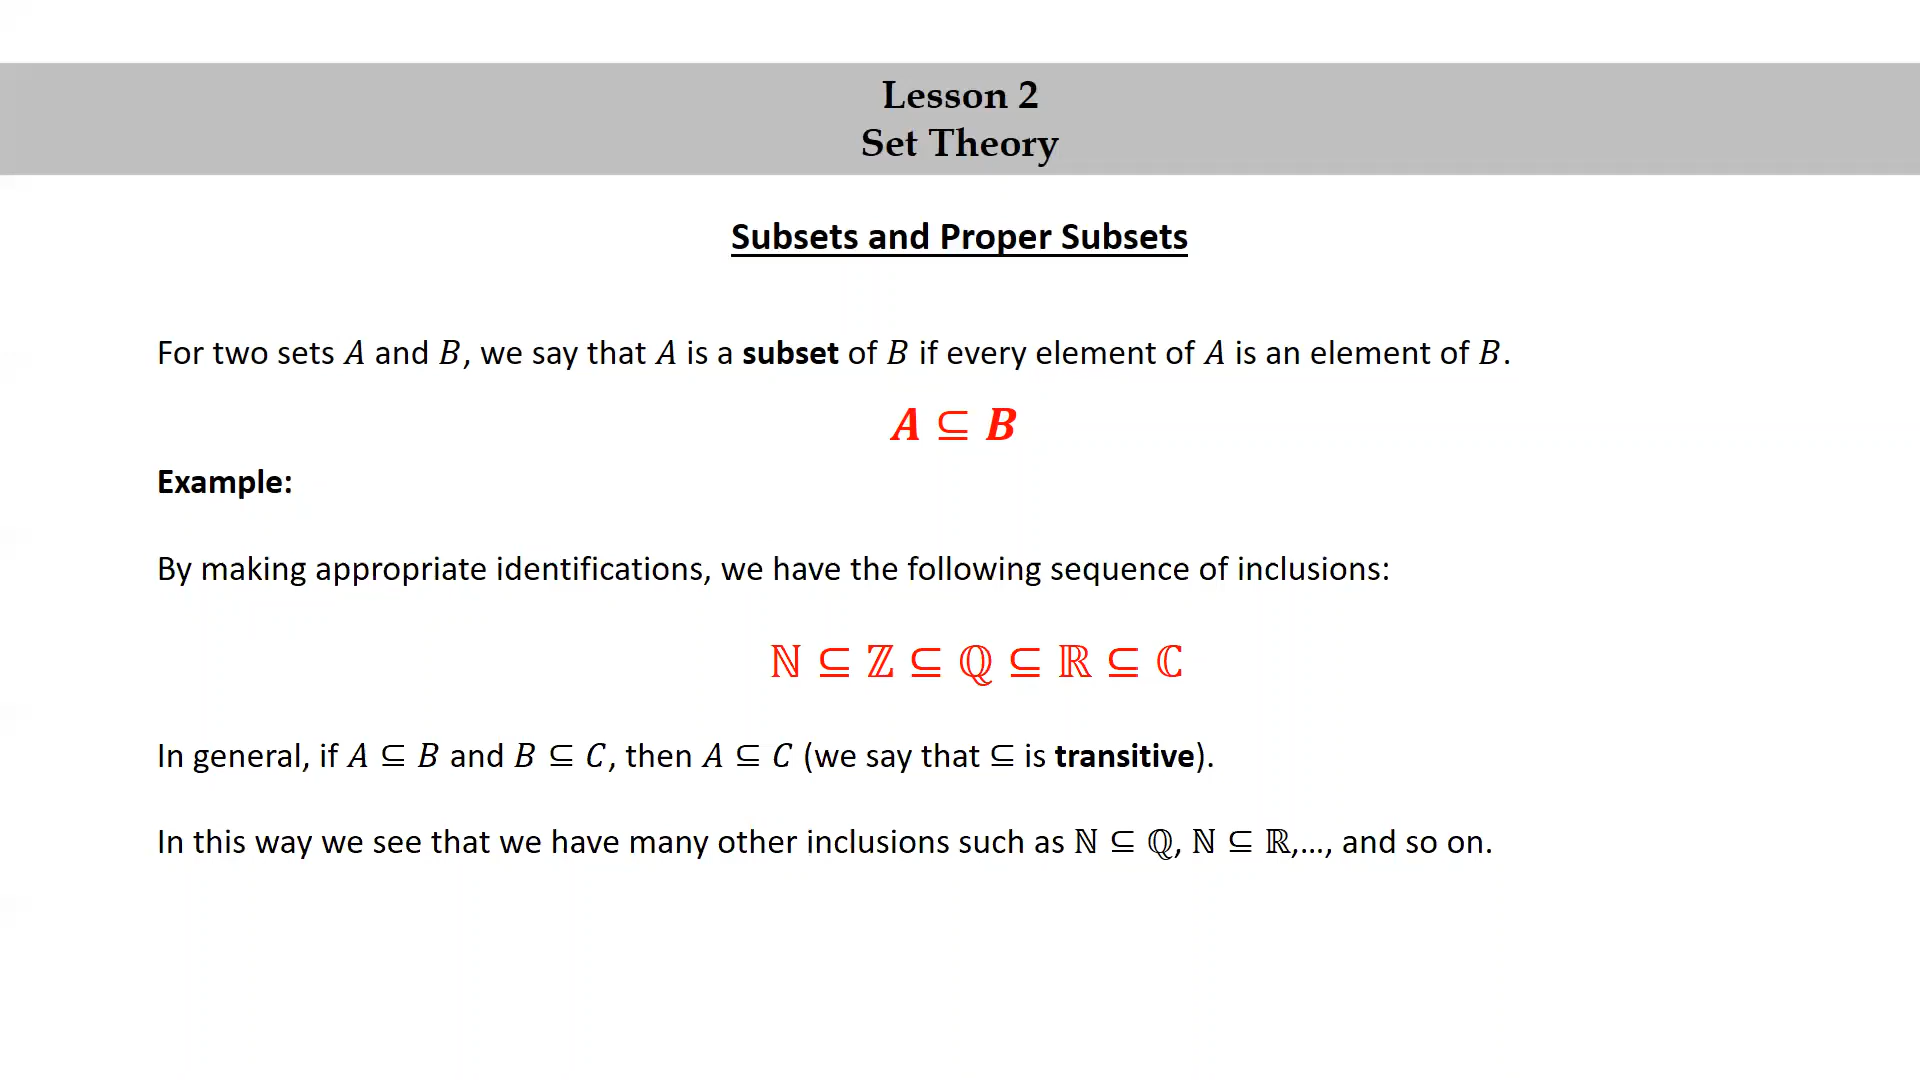 Lesson 2
Set Theory
Subsets and Proper Subsets
For two sets A and B, we say that A is a subset of B if every element of A is an element of B.
A ⊆ B
Example:
By making appropriate identifications, we have the following sequence of inclusions:
ℕ ⊆ ℤ ⊆ ℚ ⊆ ℝ ⊆ ℂ
In general, if A ⊆ B and B ⊆ C, then A ⊆ C (we say that ⊆ is transitive).
In this way we see that we have many other inclusions such as ℕ ⊆ ℚ, ℕ ⊆ ℝ,..., and so on.